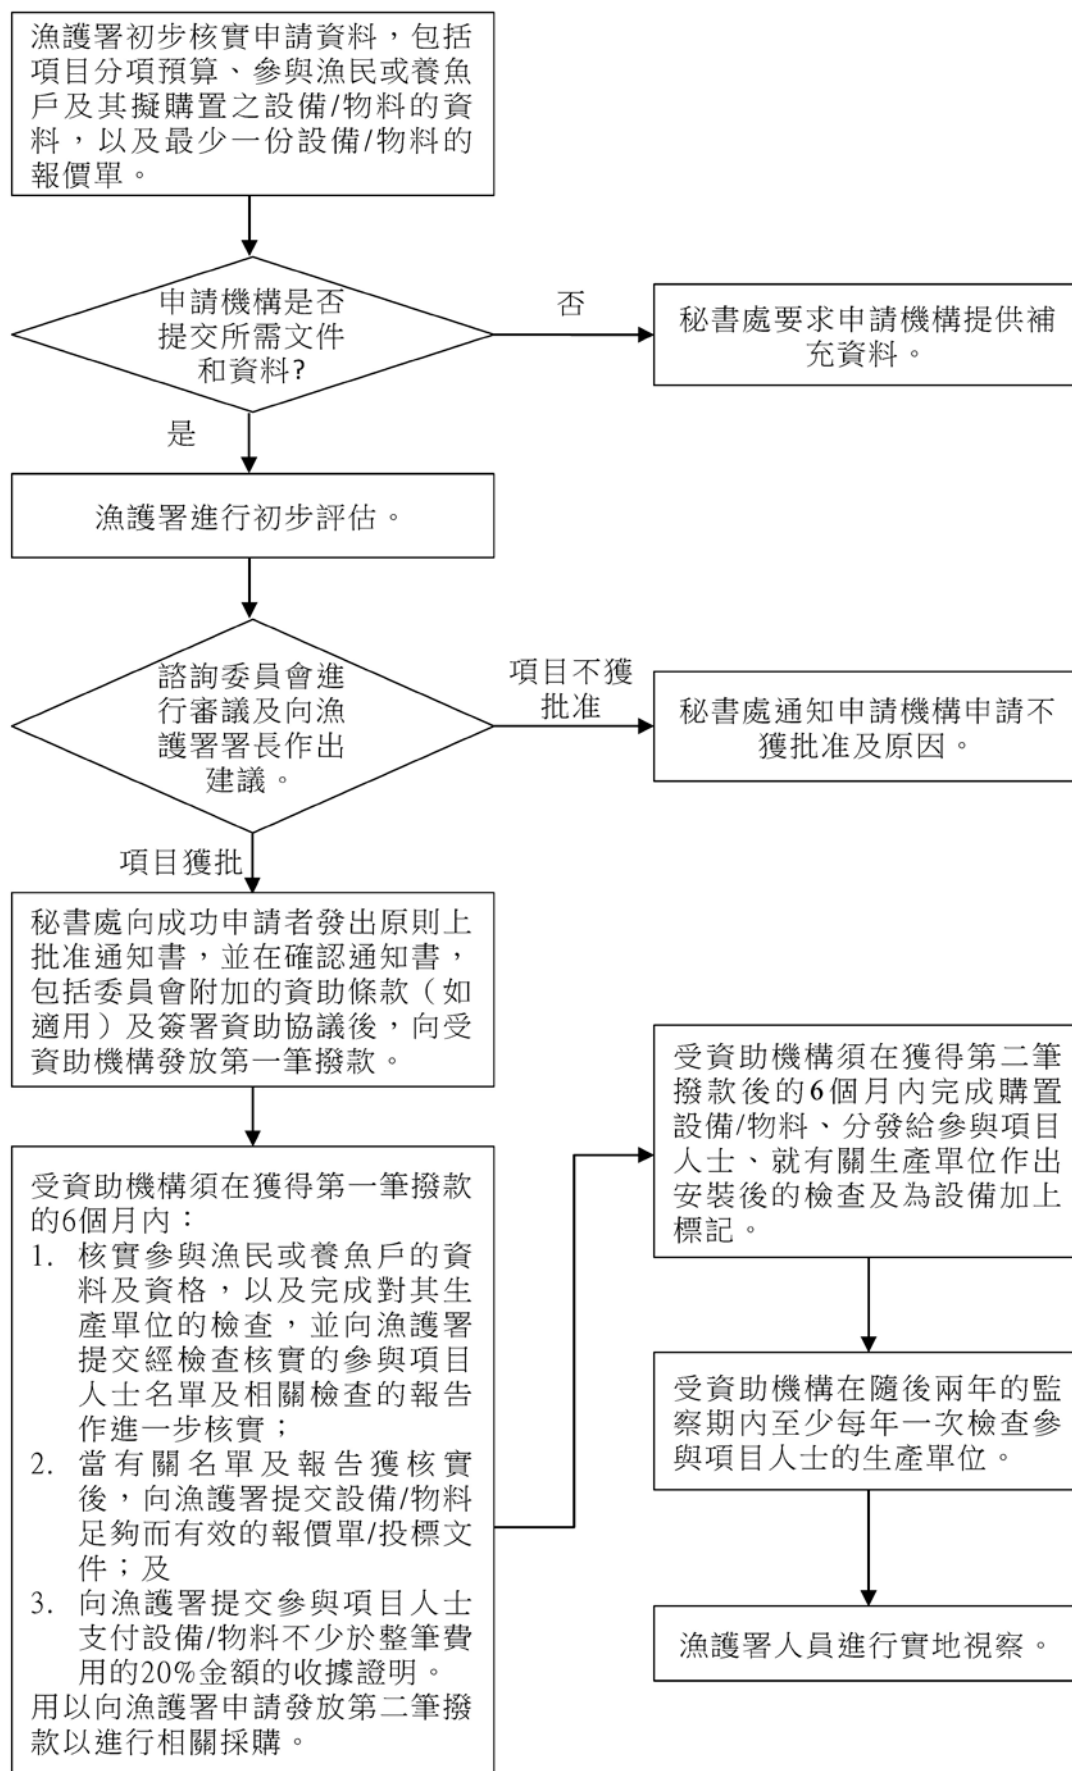 漁護署初步核實申請資料，包括
項目分項預算、參與漁民或養魚
戶及其擬購置之設備/物料的資
料，以及最少一份設備/物料的
報價單。
申請機構是否
提交所需文件
和資料?
否
秘書處要求申請機構提供補
充資料。
是
漁護署進行初步評估。
諮詢委員會進
行審議及向漁
護署署長作出
建議。
項目不獲
批准
秘書處通知申請機構申請不
獲批准及原因。
項目獲批
秘書處向成功申請者發出原則上
批准通知書，並在確認通知書，
包括委員會附加的資助條款（如
適用）及簽署資助協議後，向受
資助機構發放第一筆撥款。
受資助機構須在獲得第一筆撥款
的6個月內：
1. 核實參與漁民或養魚戶的資
料及資格，以及完成對其生
產單位的檢查，並向漁護署
提交經檢查核實的參與項目
人士名單及相關檢查的報告
作進一步核實；
2. 當有關名單及報告獲核實
後，向漁護署提交設備/物料
足夠而有效的報價單/投標文
件；及
3. 向漁護署提交參與項目人士
支付設備/物料不少於整筆費
用的20%金額的收據證明。
用以向漁護署申請發放第二筆撥
款以進行相關採購。
受資助機構須在獲得第二筆
撥款後的6個月內完成購置
設備/物料、分發給參與項目
人士、就有關生產單位作出
安裝後的檢查及為設備加上
標記。
受資助機構在隨後兩年的監
察期內至少每年一次檢查參
與項目人士的生產單位。
漁護署人員進行實地視察。